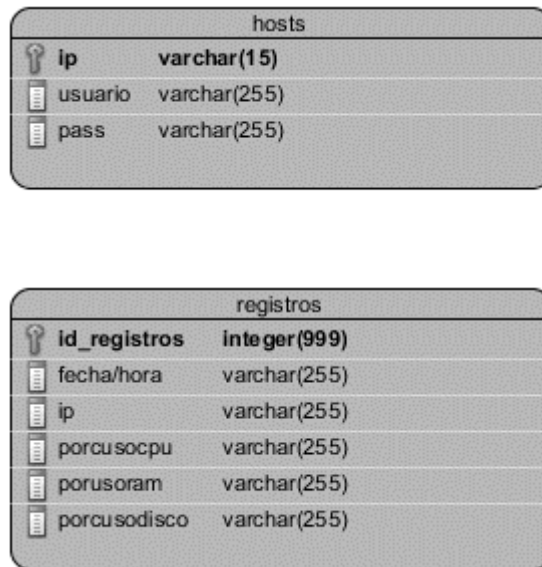 hosts
ip varchar(15)
usuario varchar(255)
pass varchar(255)
registros
id_registros integer(999)
fecha/hora varchar(255)
ip varchar(255)
porcusocpu varchar(255)
porusoram varchar(255)
porcusodisco varchar(255)